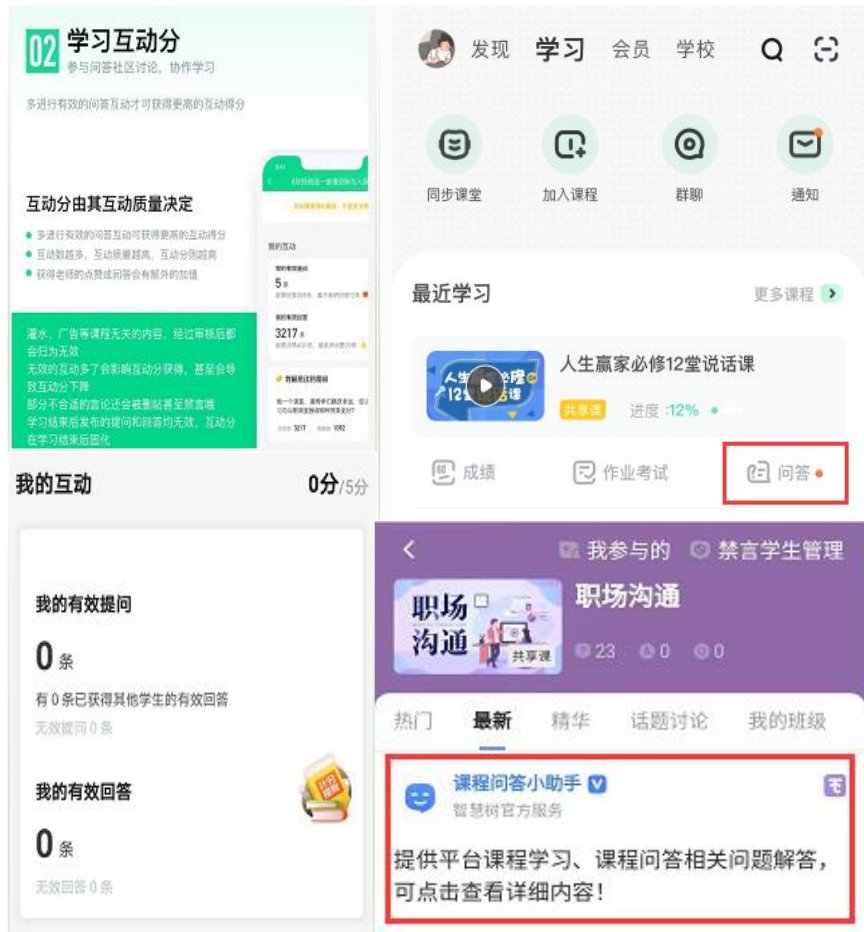 02 学习互动分
参与问答社区讨论，协作学习
多进行有效的问答互动才可获得更高的互动得分
互动分由其互动质量决定
多进行有效的问答互动可获得更高的互动得分
互动数越多，互动质量越高，互动分则越高
获得老师的点赞或回答会有额外的加值
灌水、广告等课程无关的内容，经过审核后都
会归为无效
无效的互动多了会影响互动分获得，甚至会导
致互动分下降
部分不合适的言论还会被删帖甚至禁言哦
学习结束后发布的提问和回答均无效，互动分
在学习结束后固化
我的互动
我的有效提问
5 条
我的有效回答
3217 条
发现 学习 会员 学校
同步课堂 加入课程 群聊 通知
最近学习 更多课程
人生赢家必修12堂说话课
共享课 进度 :12%
成绩 作业考试 问答
我的互动 0分/5分
我的有效提问
0 条
有 0 条已获得其他学生的有效回答
无效提问 0 条
我的有效回答
0 条
无效回答 0 条
我参与的 禁言学生管理
职场
沟通
共享课
职场沟通
23 0 0
热门 最新 精华 话题讨论 我的班级
课程问答小助手
智慧树官方服务
提供平台课程学习、课程问答相关问题解答，
可点击查看详细内容！